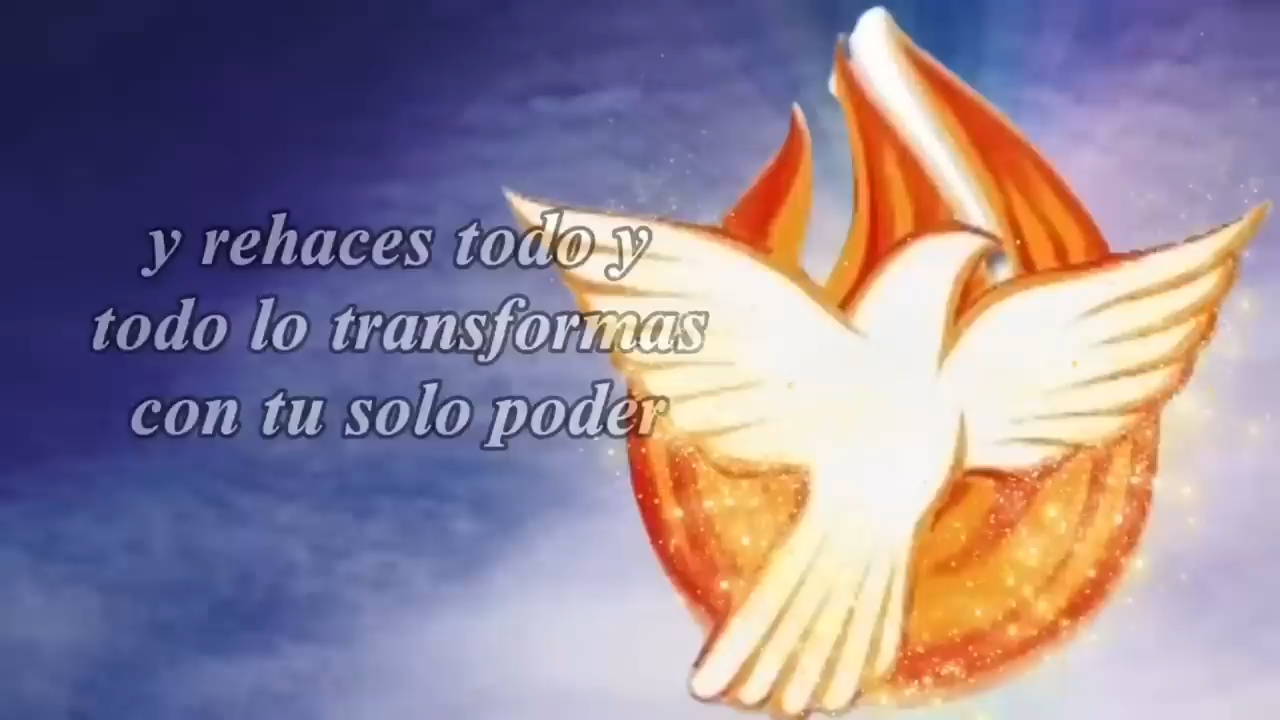 y rehaces todo y
todo lo transformas
con tu solo poder